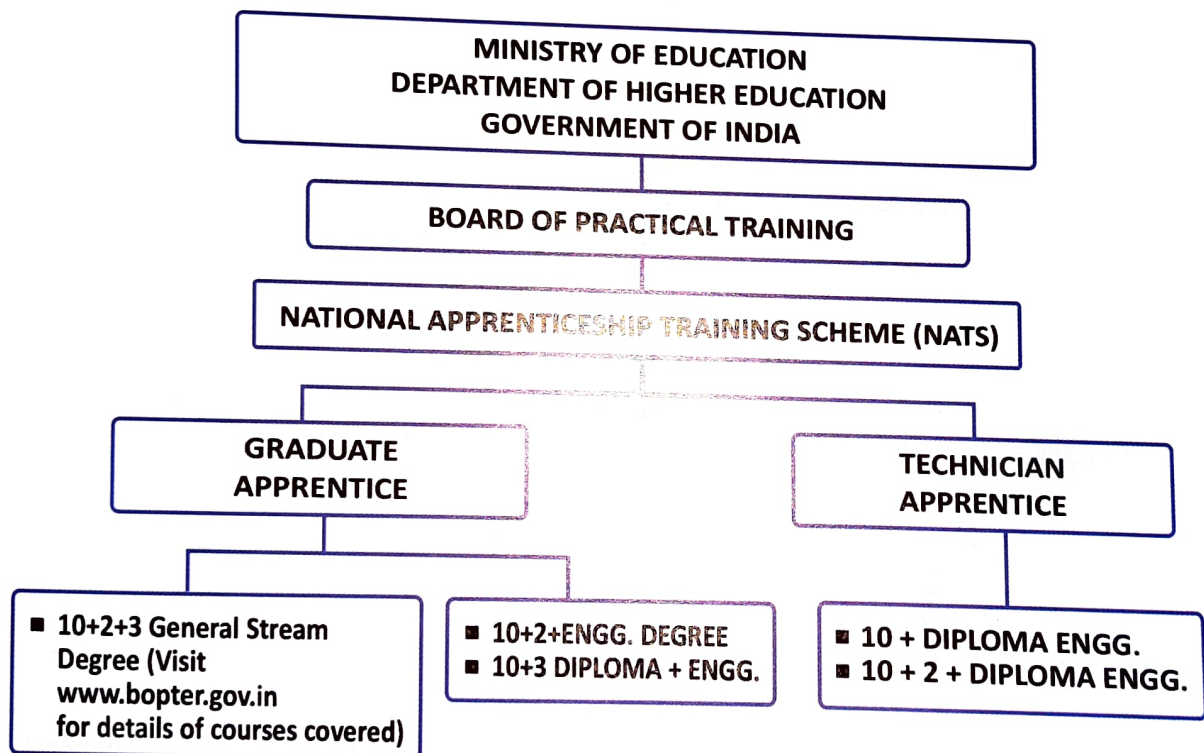 MINISTRY OF EDUCATION
DEPARTMENT OF HIGHER EDUCATION
GOVERNMENT OF INDIA
BOARD OF PRACTICAL TRAINING
NATIONAL APPRENTICESHIP TRAINING SCHEME (NATS)
GRADUATE
APPRENTICE
TECHNICIAN
APPRENTICE
▪ 10+2+3 General Stream
Degree (Visit
www.bopter.gov.in
for details of courses covered)
▪ 10+2+ENGG. DEGREE
▪ 10+3 DIPLOMA + ENGG.
▪ 10 + DIPLOMA ENGG.
▪ 10 + 2 + DIPLOMA ENGG.